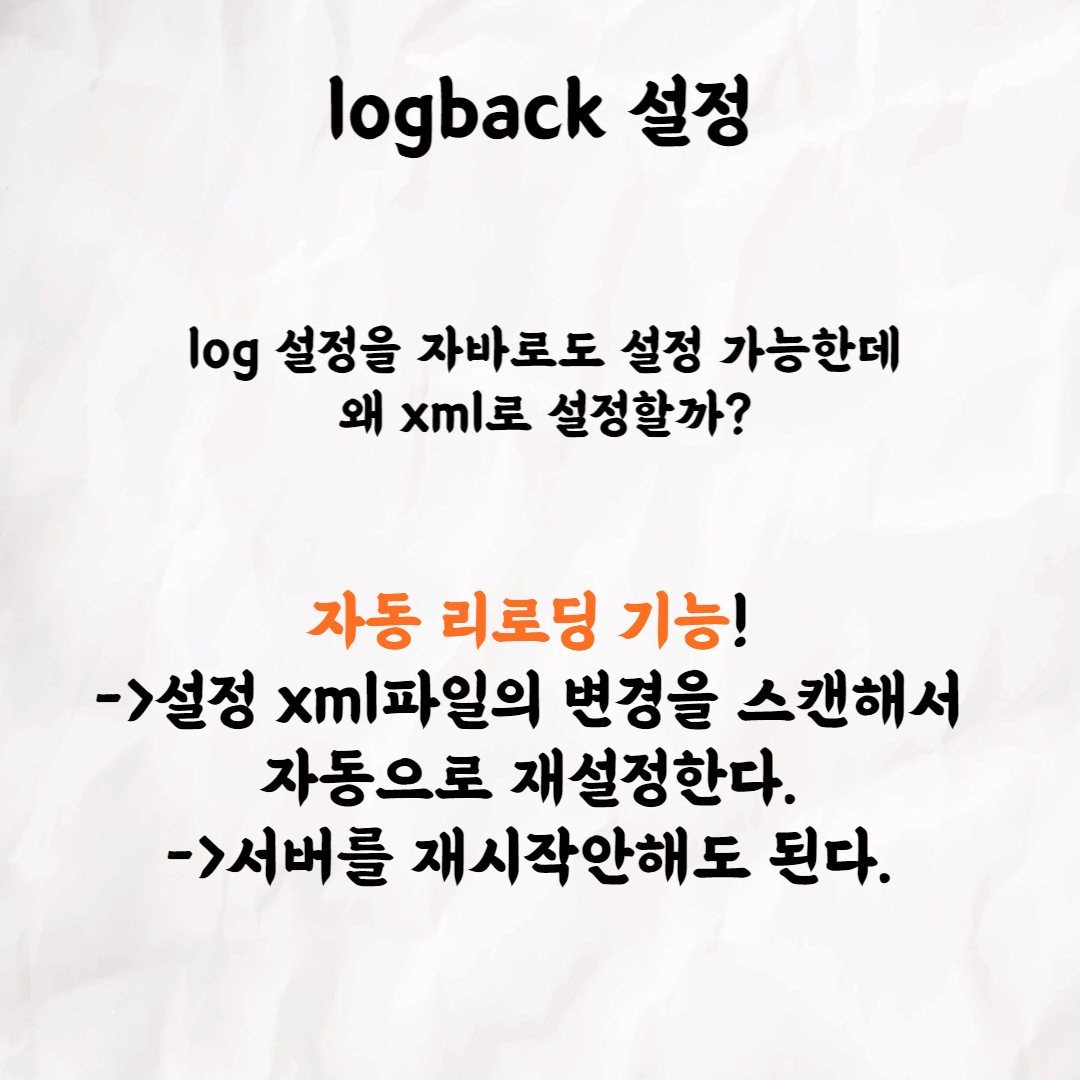 logback 설정
log 설정을 자바로도 설정 가능한데
왜 xml로 설정할까?
자동 리로딩 기능!
->설정 xml파일의 변경을 스캔해서
자동으로 재설정한다.
->서버를 재시작안해도 된다.